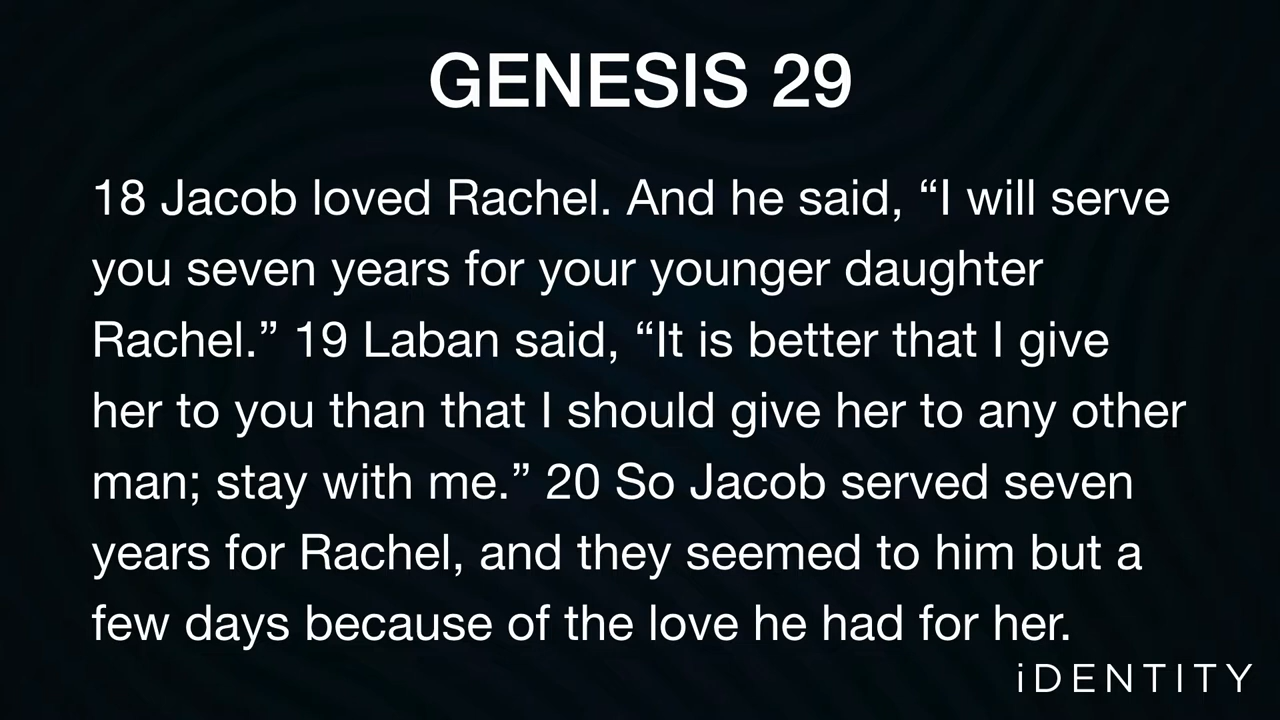 GENESIS 29
18 Jacob loved Rachel. And he said, “I will serve
you seven years for your younger daughter
Rachel.” 19 Laban said, “It is better that I give
her to you than that I should give her to any other
man; stay with me.” 20 So Jacob served seven
years for Rachel, and they seemed to him but a
few days because of the love he had for her.
iDENTITY